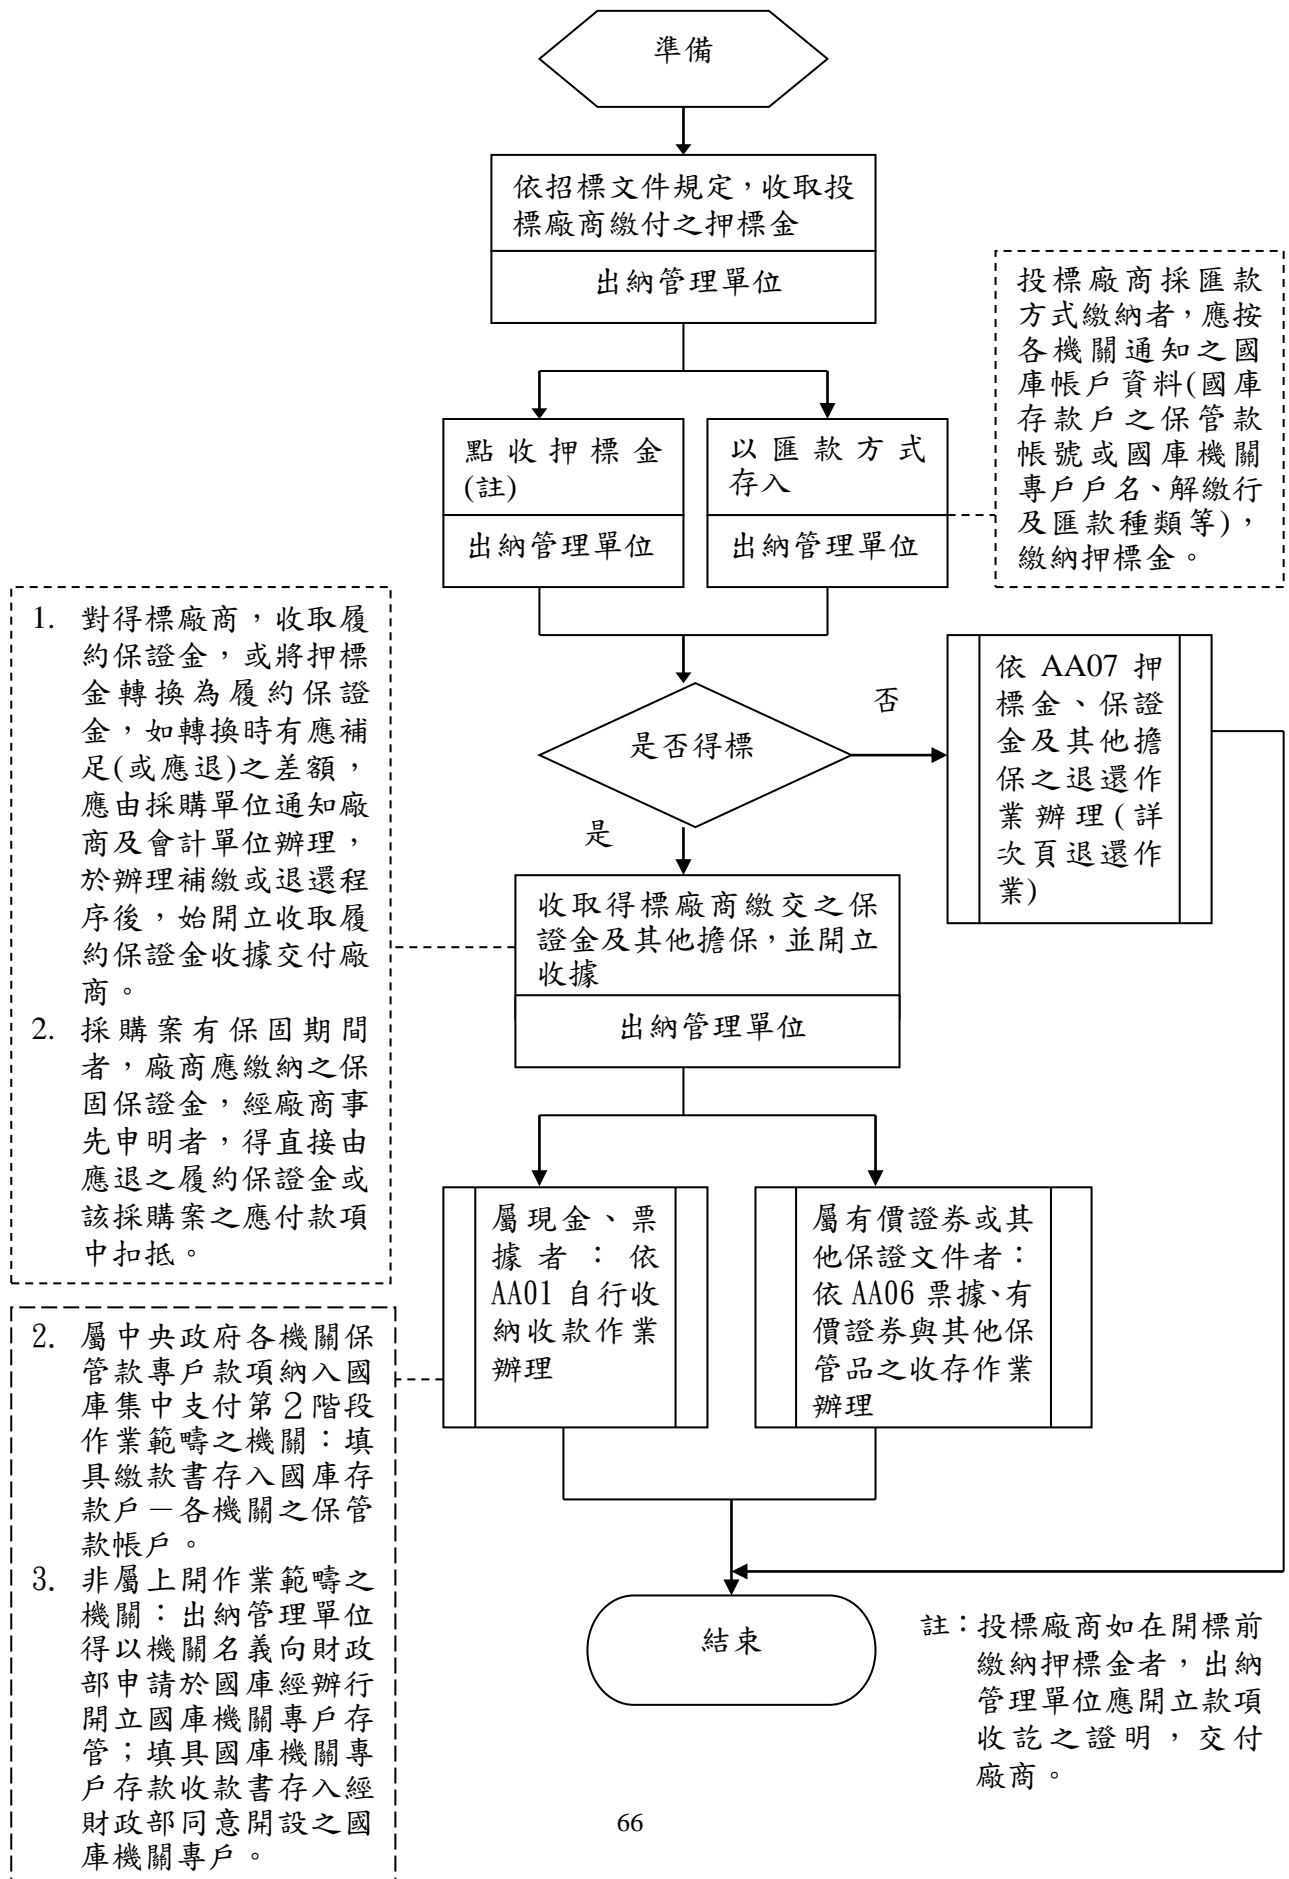 準備
依招標文件規定，收取投
標廠商繳付之押標金
出納管理單位
投標廠商採匯款
方式繳納者，應按
各機關通知之國
庫帳戶資料(國庫
存款戶之保管款
帳號或國庫機關
專戶戶名、解繳行
及匯款種類等)，
繳納押標金。
點收押標金
(註)
出納管理單位
以匯款方式
存入
出納管理單位
1. 對得標廠商，收取履
約保證金，或將押標
金轉換為履約保證
金，如轉換時有應補
足(或應退)之差額，
應由採購單位通知廠
商及會計單位辦理，
於辦理補繳或退還程
序後，始開立收取履
約保證金收據交付廠
商。
2. 採購案有保固期間
者，廠商應繳納之保
固保證金，經廠商事
先申明者，得直接由
應退之履約保證金或
該採購案之應付款項
中扣抵。
是否得標
否
是
依 AA07 押
標金、保證
金及其他擔
保之退還作
業辦理(詳
次頁退還作
業)
收取得標廠商繳交之保
證金及其他擔保，並開立
收據
出納管理單位
屬現金、票
據者：依
AA01 自行收
納收款作業
辦理
屬有價證券或其
他保證文件者：
依 AA06 票據、有
價證券與其他保
管品之收存作業
辦理
2. 屬中央政府各機關保
管款專戶款項納入國
庫集中支付第２階段
作業範疇之機關：填
具繳款書存入國庫存
款戶－各機關之保管
款帳戶。
3. 非屬上開作業範疇之
機關：出納管理單位
得以機關名義向財政
部申請於國庫經辦行
開立國庫機關專戶存
管；填具國庫機關專
戶存款收款書存入經
財政部同意開設之國
庫機關專戶。
結束
註：投標廠商如在開標前
繳納押標金者，出納
管理單位應開立款項
收訖之證明，交付
廠商。
66